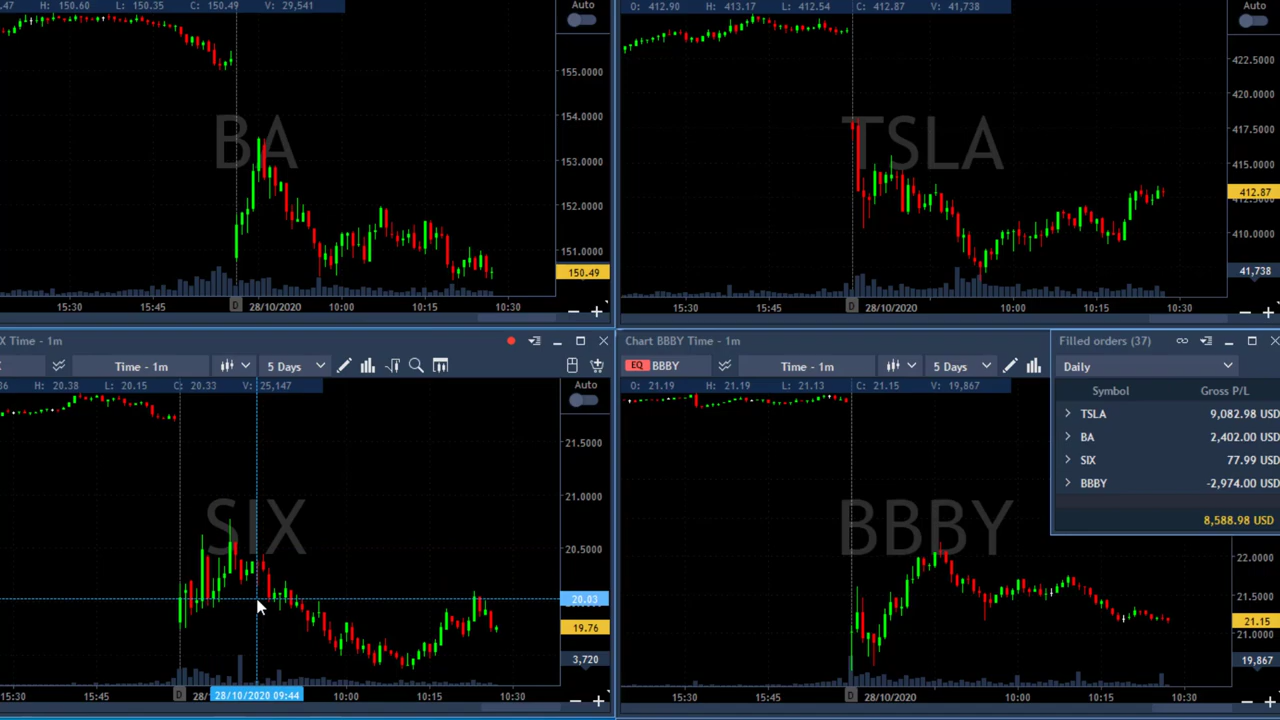 .47 H: 150.60 L: 150.35 C: 150.49 V: 29,541
Auto
155.0000
154.0000
153.0000
152.0000
151.0000
150.49
BA
15:30 15:45 D 28/10/2020 10:00 10:15 10:30
O: 412.90 H: 413.17 L: 412.54 C: 412.87 V: 41,738
Auto
422.5000
420.0000
417.5000
415.0000
412.87
410.0000
41,738
TSLA
15:30 15:45 D 28/10/2020 10:00 10:15 10:30
IX Time - 1m
Time - 1m 5 Days
36 H: 20.38 L: 20.15 C: 20.33 V: 25,147
Auto
21.5000
21.0000
20.5000
20.03
19.76
3,720
SIX
15:30 15:45 D 28/ 28/10/2020 09:44 10:00 10:15 10:30
Chart BBBY Time - 1m
EQ BBBY Time - 1m 5 Days
O: 21.19 H: 21.19 L: 21.13 C: 21.15 V: 19,867
22.0000
21.5000
21.15
21.0000
19,867
BBBY
15:30 15:45 D 28/10/2020 10:00 10:15 10:30
Filled orders (37)
Daily
Symbol Gross P/L
TSLA 9,082.98 USD
BA 2,402.00 USD
SIX 77.99 USD
BBBY -2,974.00 USD
8,588.98 USD